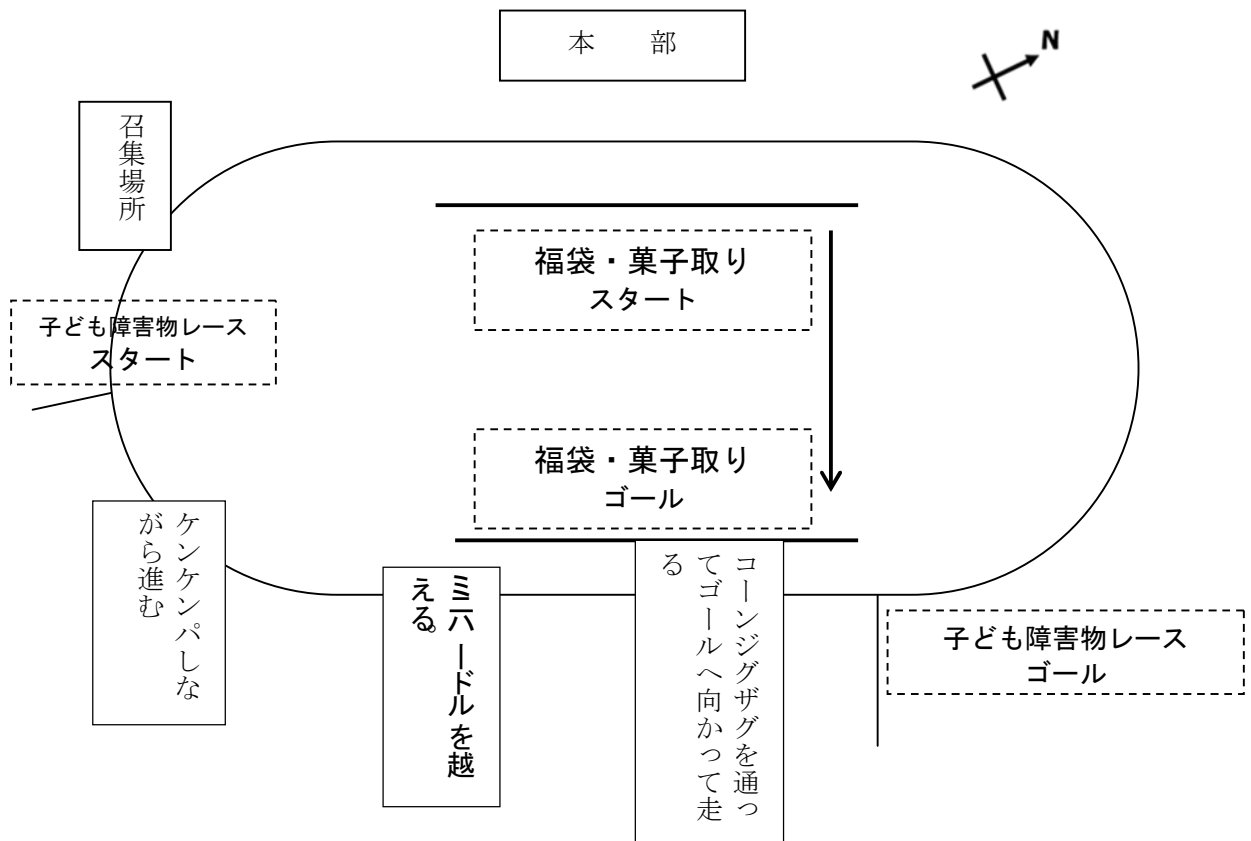 本　部
N
召集場所
福袋・菓子取り
スタート
子ども障害物レース
スタート
福袋・菓子取り
ゴール
ケンケンパしな
がら進む
ミニハードルを越
える。
コーンジグザグを通っ
てゴールへ向かって走
る
子ども障害物レース
ゴール